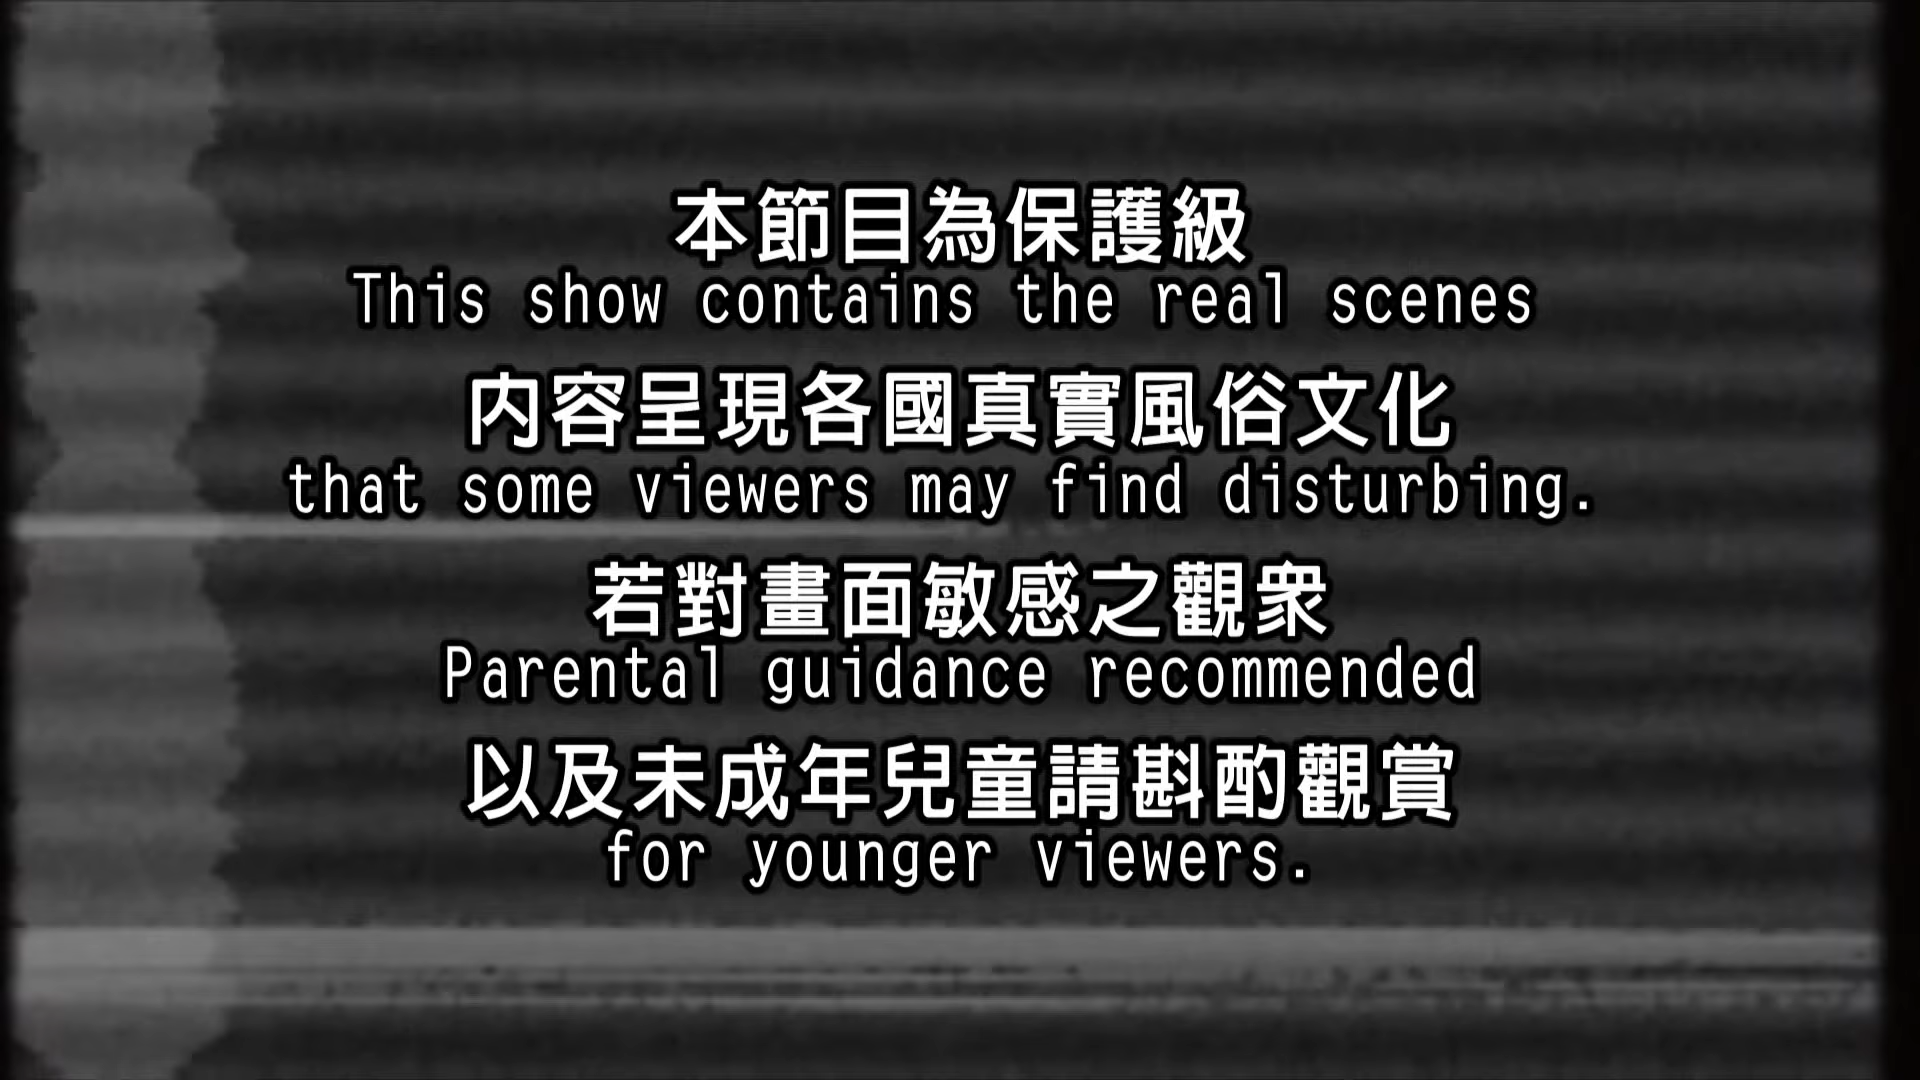 本節目為保護級
This show contains the real scenes
内容呈現各國真實風俗文化
that some viewers may find disturbing.
若對畫面敏感之觀衆
Parental guidance recommended
以及未成年兒童請斟酌觀賞
for younger viewers.